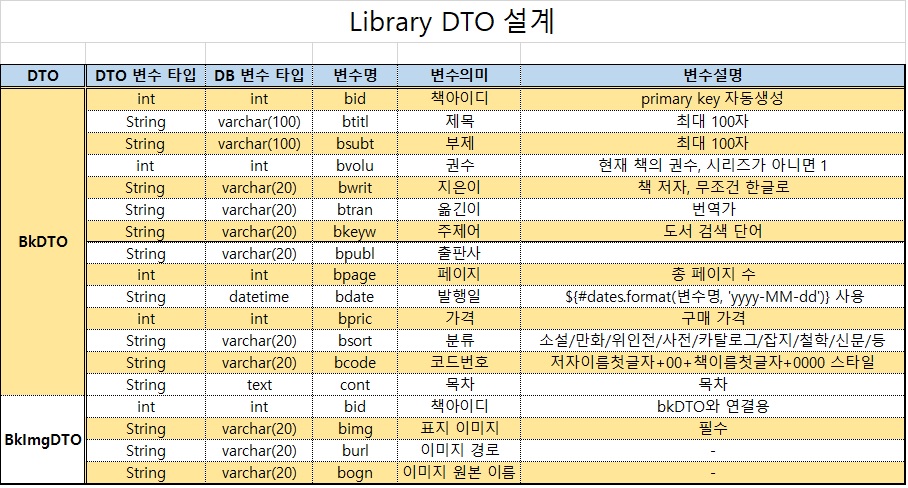 Library DTO 설계
DTO DTO 변수 타입 DB 변수 타입 변수명 변수의미 변수설명
int int bid 책아이디 primary key 자동생성
String varchar(100) btitl 제목 최대 100자
String varchar(100) bsubt 부제 최대 100자
int int bvolu 권수 현재 책의 권수, 시리즈가 아니면 1
String varchar(20) bwrit 지은이 책 저자, 무조건 한글로
String varchar(20) btran 옮긴이 번역가
BkDTO String varchar(20) bkeyw 주제어 도서 검색 단어
String varchar(20) bpubl 출판사
int int bpage 페이지 총 페이지 수
String datetime bdate 발행일 ${#dates.format(변수명, 'yyyy-MM-dd')} 사용
int int bpric 가격 구매 가격
String varchar(20) bsort 분류 소설/만화/위인전/사전/카탈로그/잡지/철학/신문/등
String varchar(20) bcode 코드번호 저자이름첫글자+00+책이름첫글자+0000 스타일
String text cont 목차 목차
int int bid 책아이디 bkDTO와 연결용
BkImgDTO String varchar(20) bimg 표지 이미지 필수
String varchar(20) burl 이미지 경로 -
String varchar(20) bogn 이미지 원본 이름 -